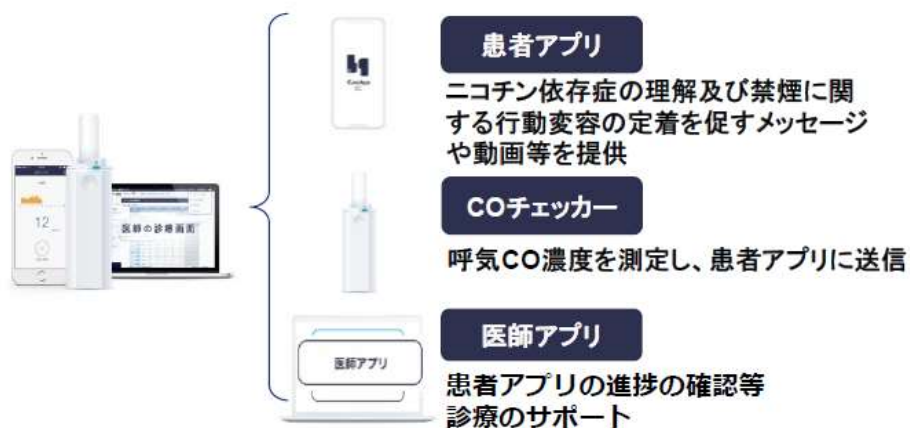 患者アプリ
ニコチン依存症の理解及び禁煙に関
する行動変容の定着を促すメッセージ
や動画等を提供
COチェッカー
呼気CO濃度を測定し、患者アプリに送信
医師アプリ
患者アプリの進捗の確認等
診療のサポート
12
医師の診療画面
医師アプリ